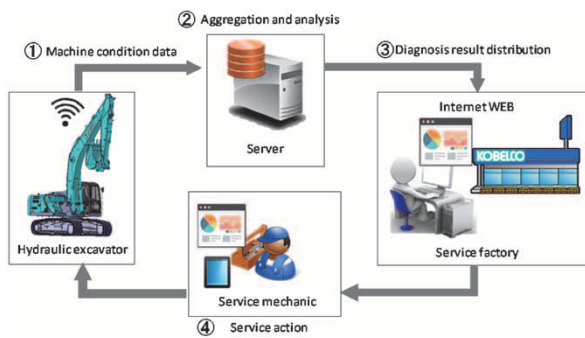 ② Aggregation and analysis
① Machine condition data
③ Diagnosis result distribution
Internet WEB
KOBELCO
Server
Hydraulic excavator
Service factory
Service mechanic
④ Service action